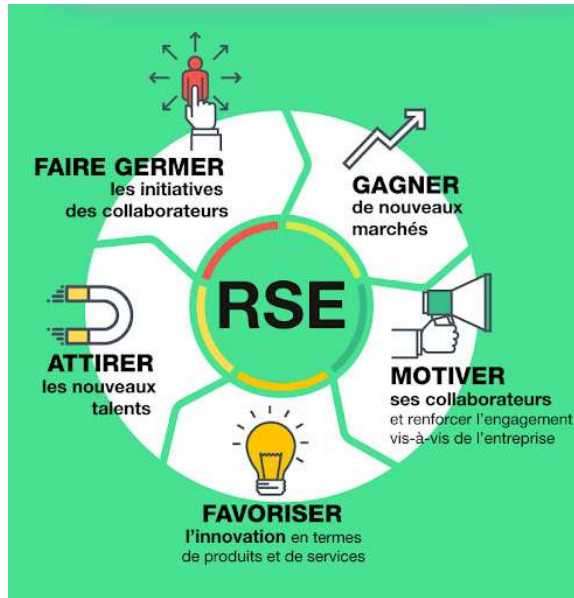 FAIRE GERMER
les initiatives
des collaborateurs
GAGNER
de nouveaux
marchés
RSE
ATTIRER
les nouveaux
talents
MOTIVER
ses collaborateurs
et renforcer l'engagement
vis-à-vis de l'entreprise
FAVORISER
l'innovation en termes
de produits et de services